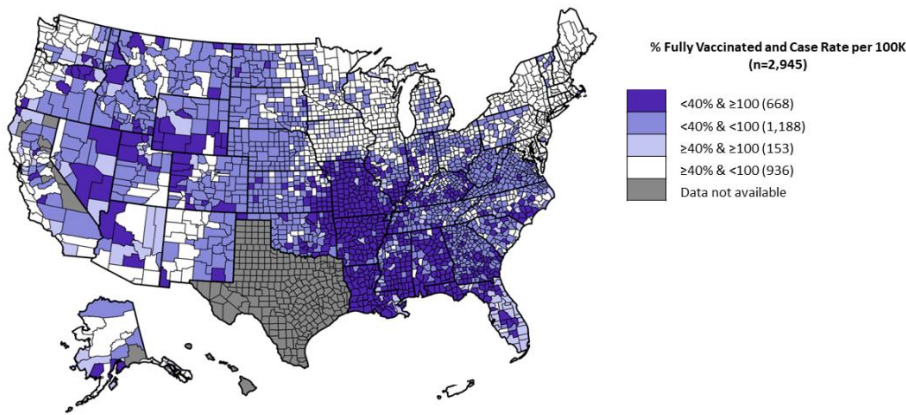 % Fully Vaccinated and Case Rate per 100K
(n=2,945)
<40% & ≥100 (668)
<40% & <100 (1,188)
≥40% & ≥100 (153)
≥40% & <100 (936)
Data not available